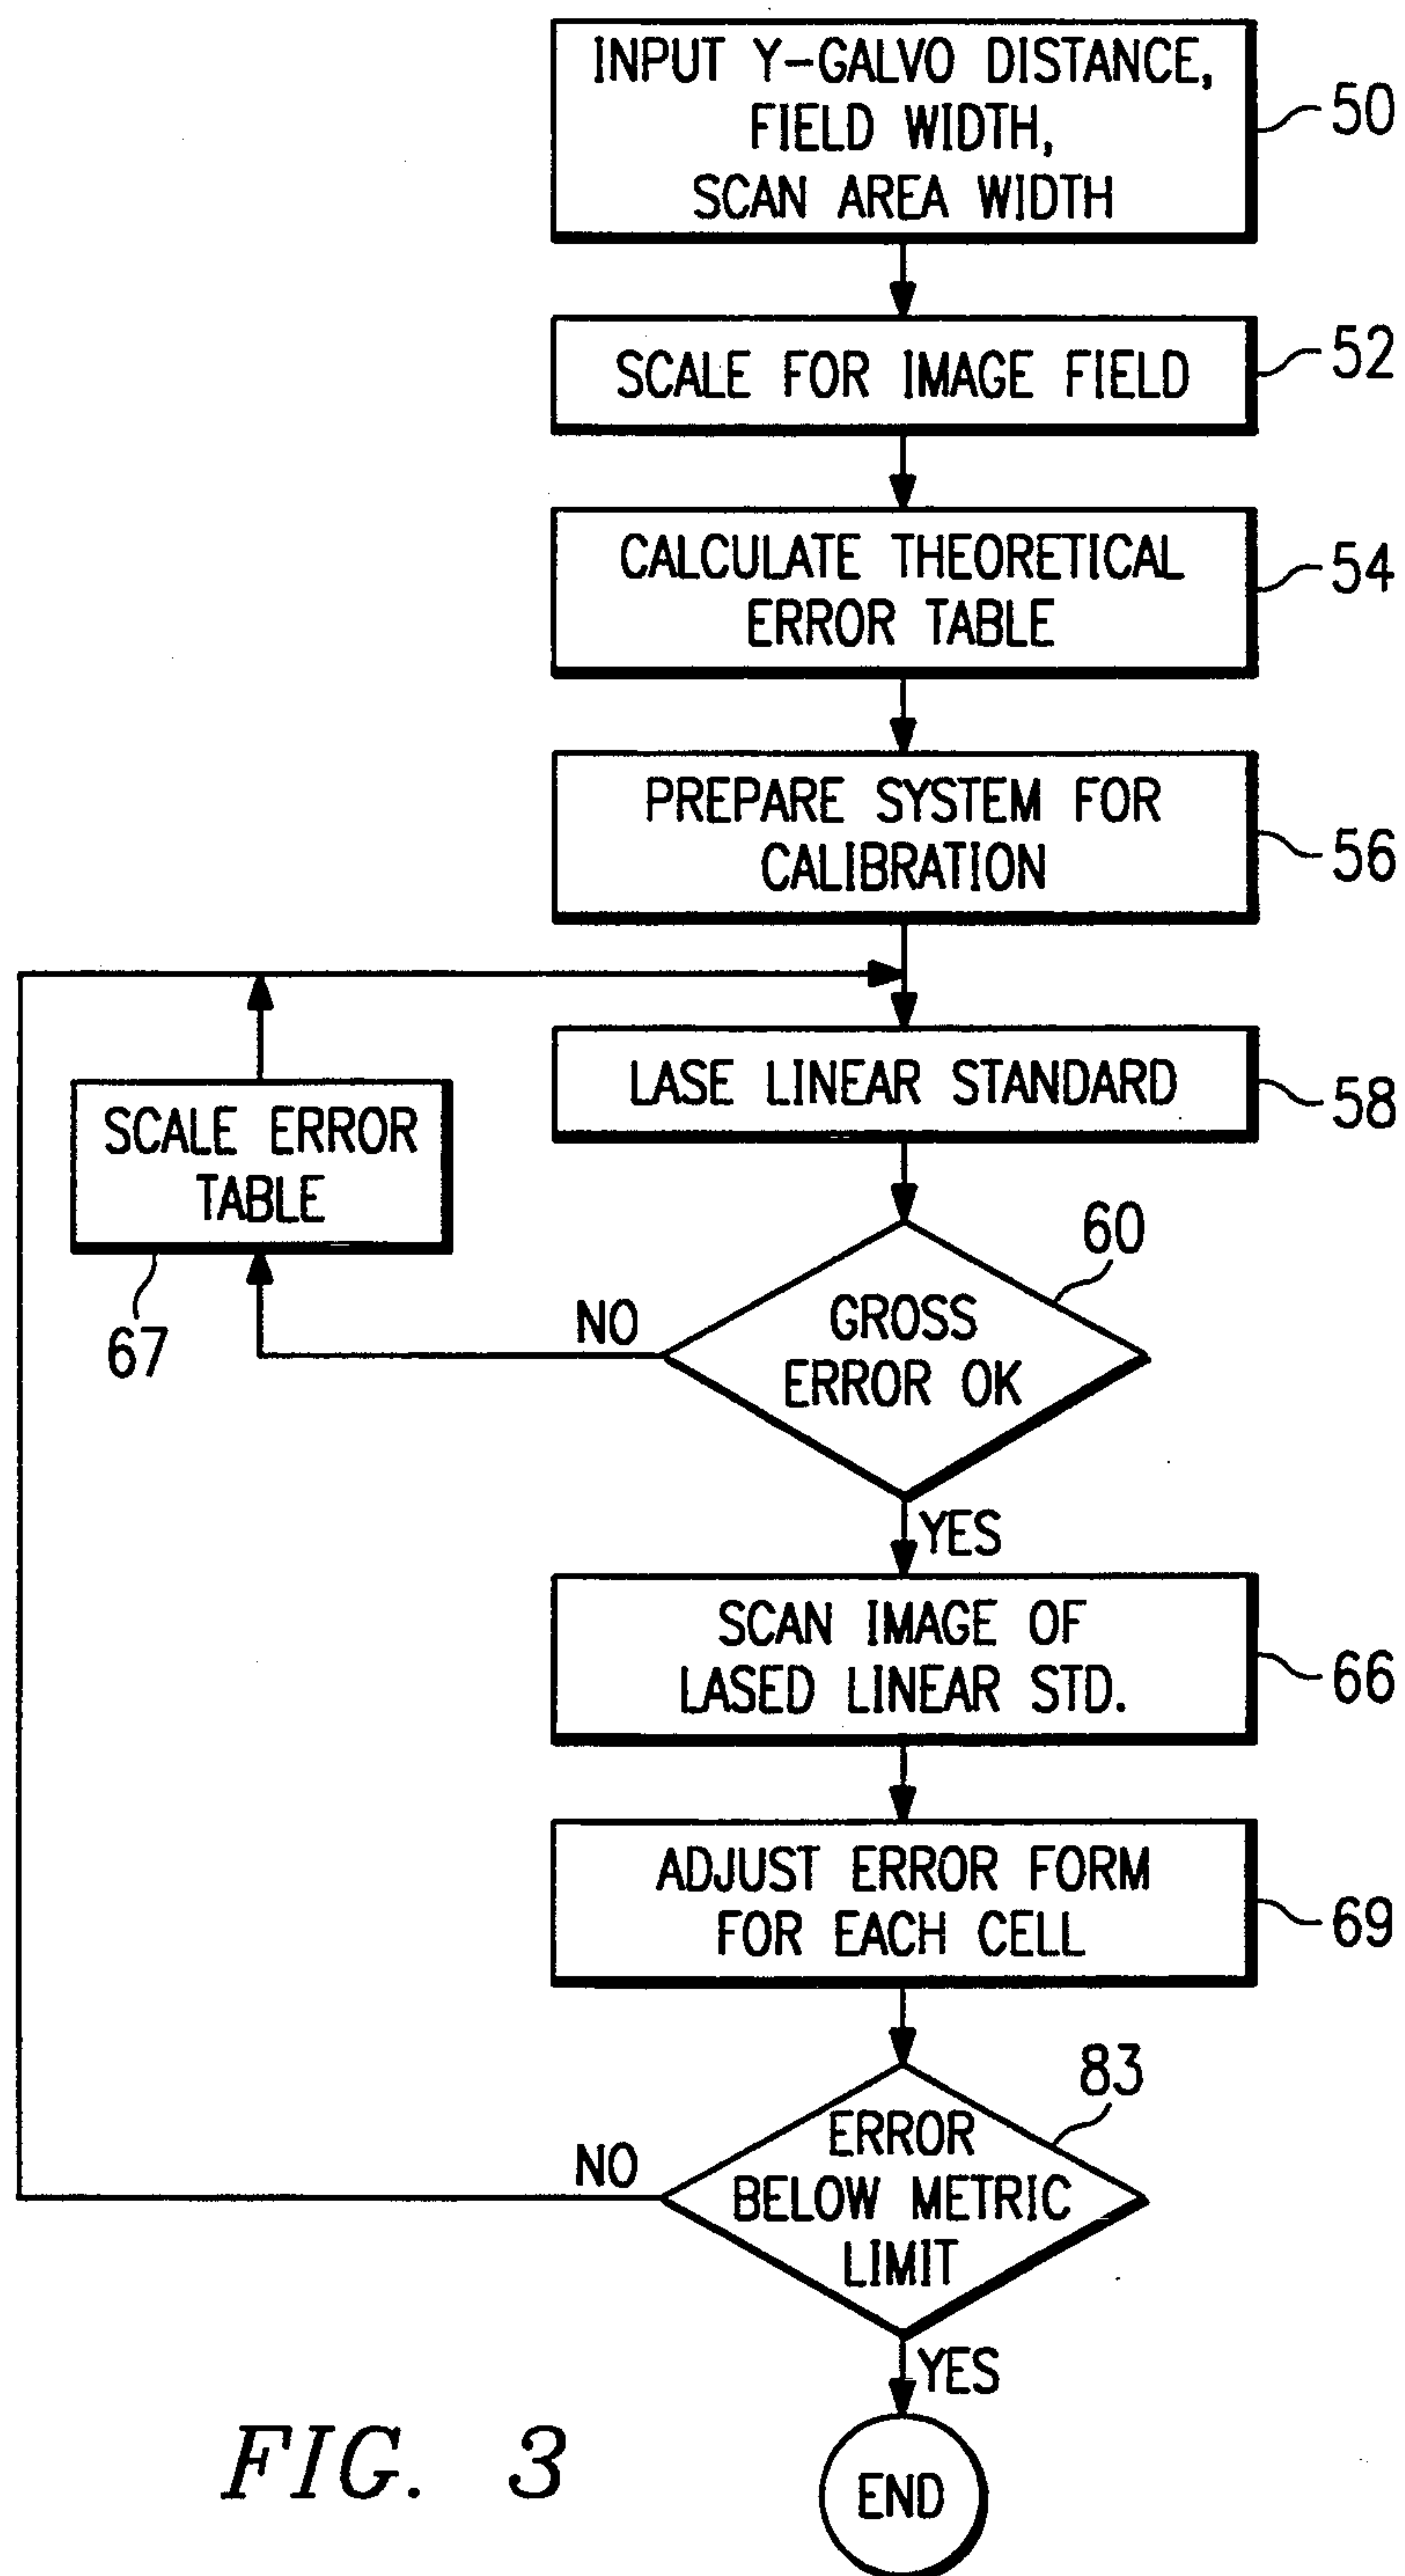 INPUT Y-GALVO DISTANCE,
FIELD WIDTH,
SCAN AREA WIDTH
50
SCALE FOR IMAGE FIELD
52
CALCULATE THEORETICAL
ERROR TABLE
54
PREPARE SYSTEM FOR
CALIBRATION
56
LASE LINEAR STANDARD
58
SCALE ERROR
TABLE
67
60
GROSS
ERROR OK
NO
YES
SCAN IMAGE OF
LASED LINEAR STD.
66
ADJUST ERROR FORM
FOR EACH CELL
69
83
ERROR
BELOW METRIC
LIMIT
NO
YES
END
FIG. 3